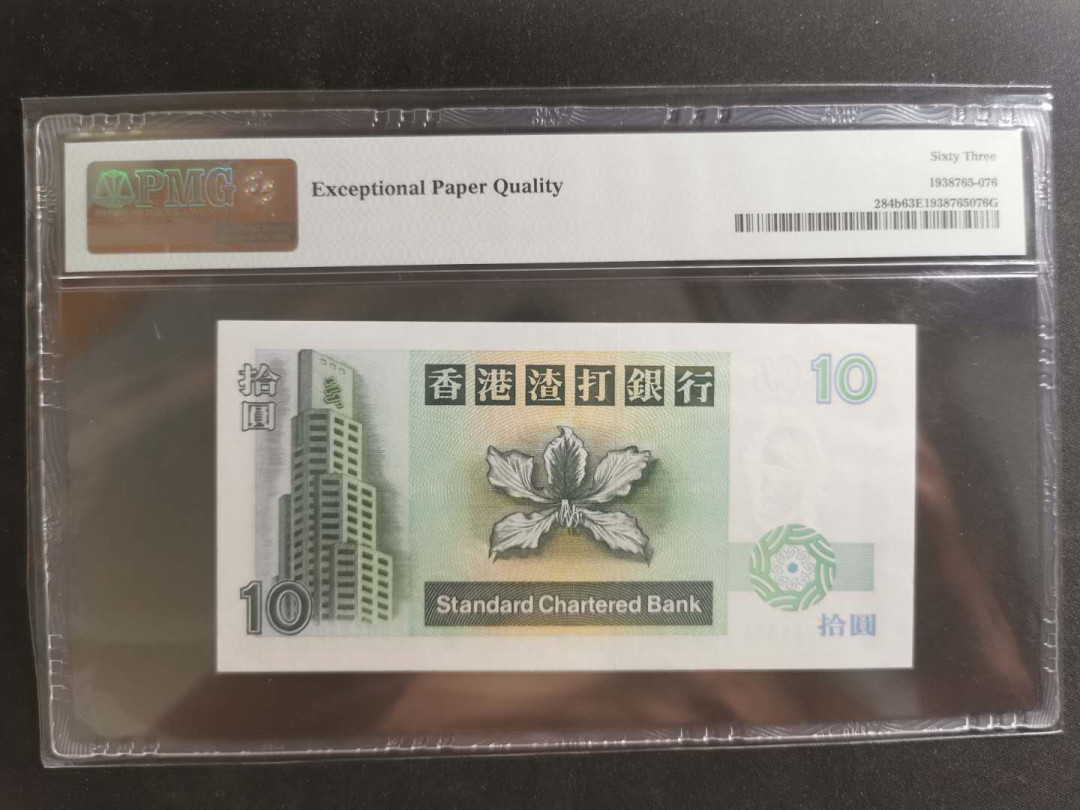 PMG
Exceptional Paper Quality
Sixty Three
1938765-076
284b63E1938765076G
拾圓
香港渣打銀行
10
10
Standard Chartered Bank
拾圓